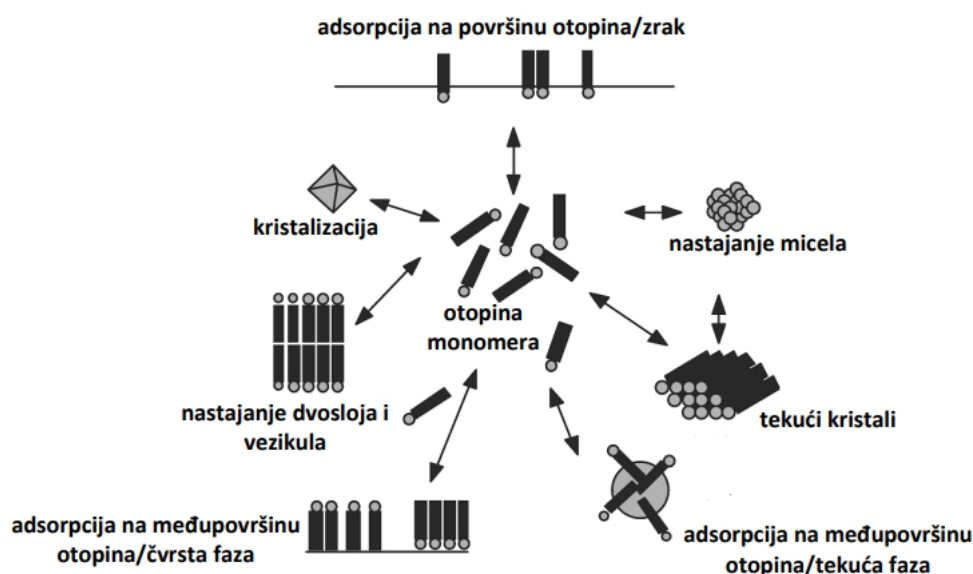 adsorpcija na površinu otopina/zrak
kristalizacija
nastajanje micela
otopina
monomera
nastajanje dvosloja i
vezikula
tekući kristali
adsorpcija na međupovršinu
otopina/čvrsta faza
adsorpcija na međupovršinu
otopina/tekuća faza